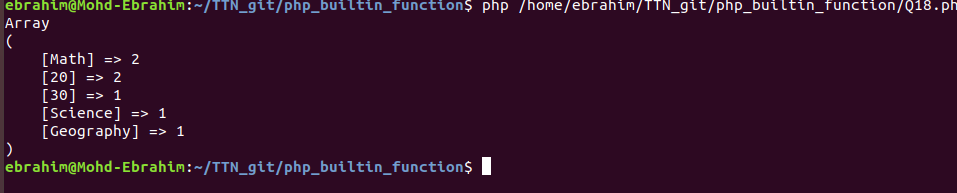 ebrahim@Mohd-Ebrahim:~/TTN_git/php_builtin_function$ php /home/ebrahim/TTN_git/php_builtin_function/Q18.ph
Array
(
    [Math] => 2
    [20] => 2
    [30] => 1
    [Science] => 1
    [Geography] => 1
)
ebrahim@Mohd-Ebrahim:~/TTN_git/php_builtin_function$